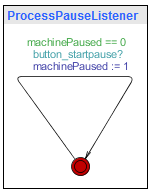 ProcessPauseListener
machinePaused == 0
button_startpause?
machinePaused := 1